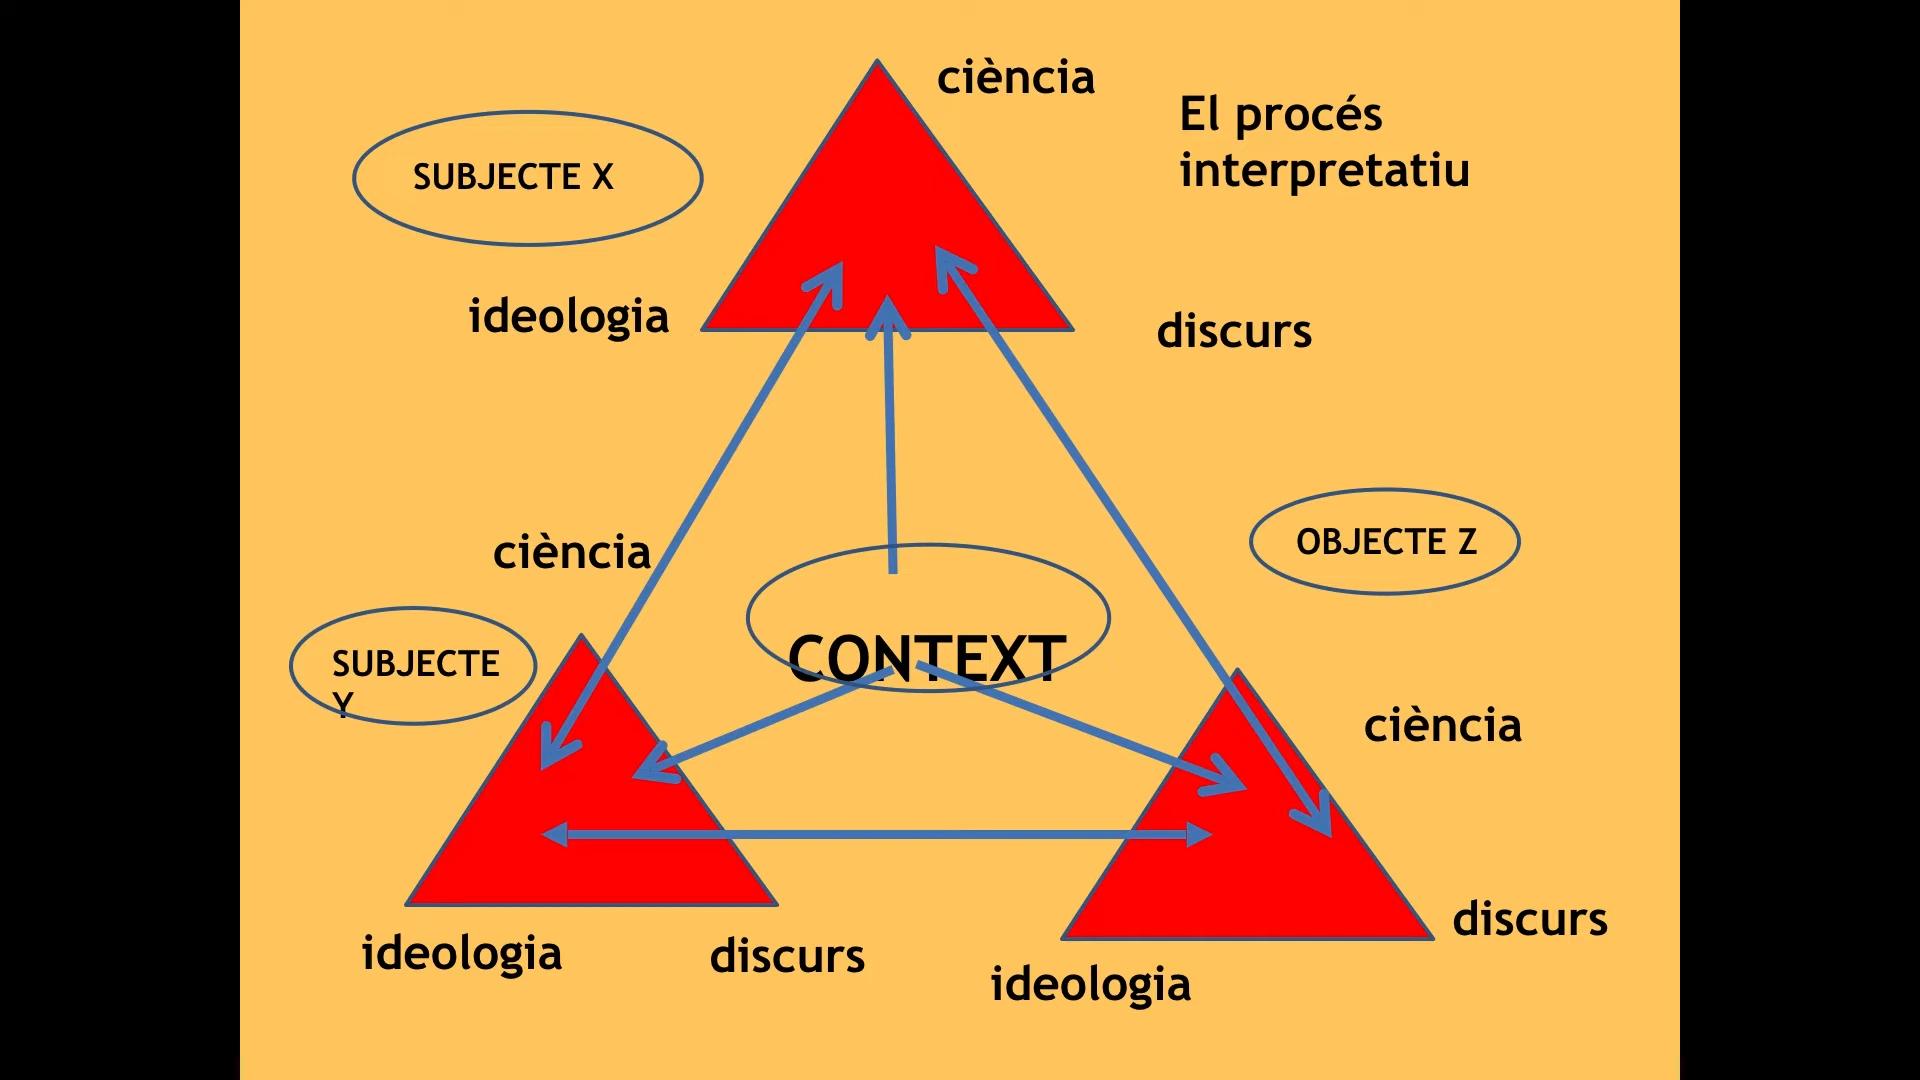 ciència
El procés
interpretatiu
SUBJECTE X
ideologia
discurs
ciència
OBJECTE Z
SUBJECTE
Y
CONTEXT
ciència
discurs
ideologia
discurs
ideologia